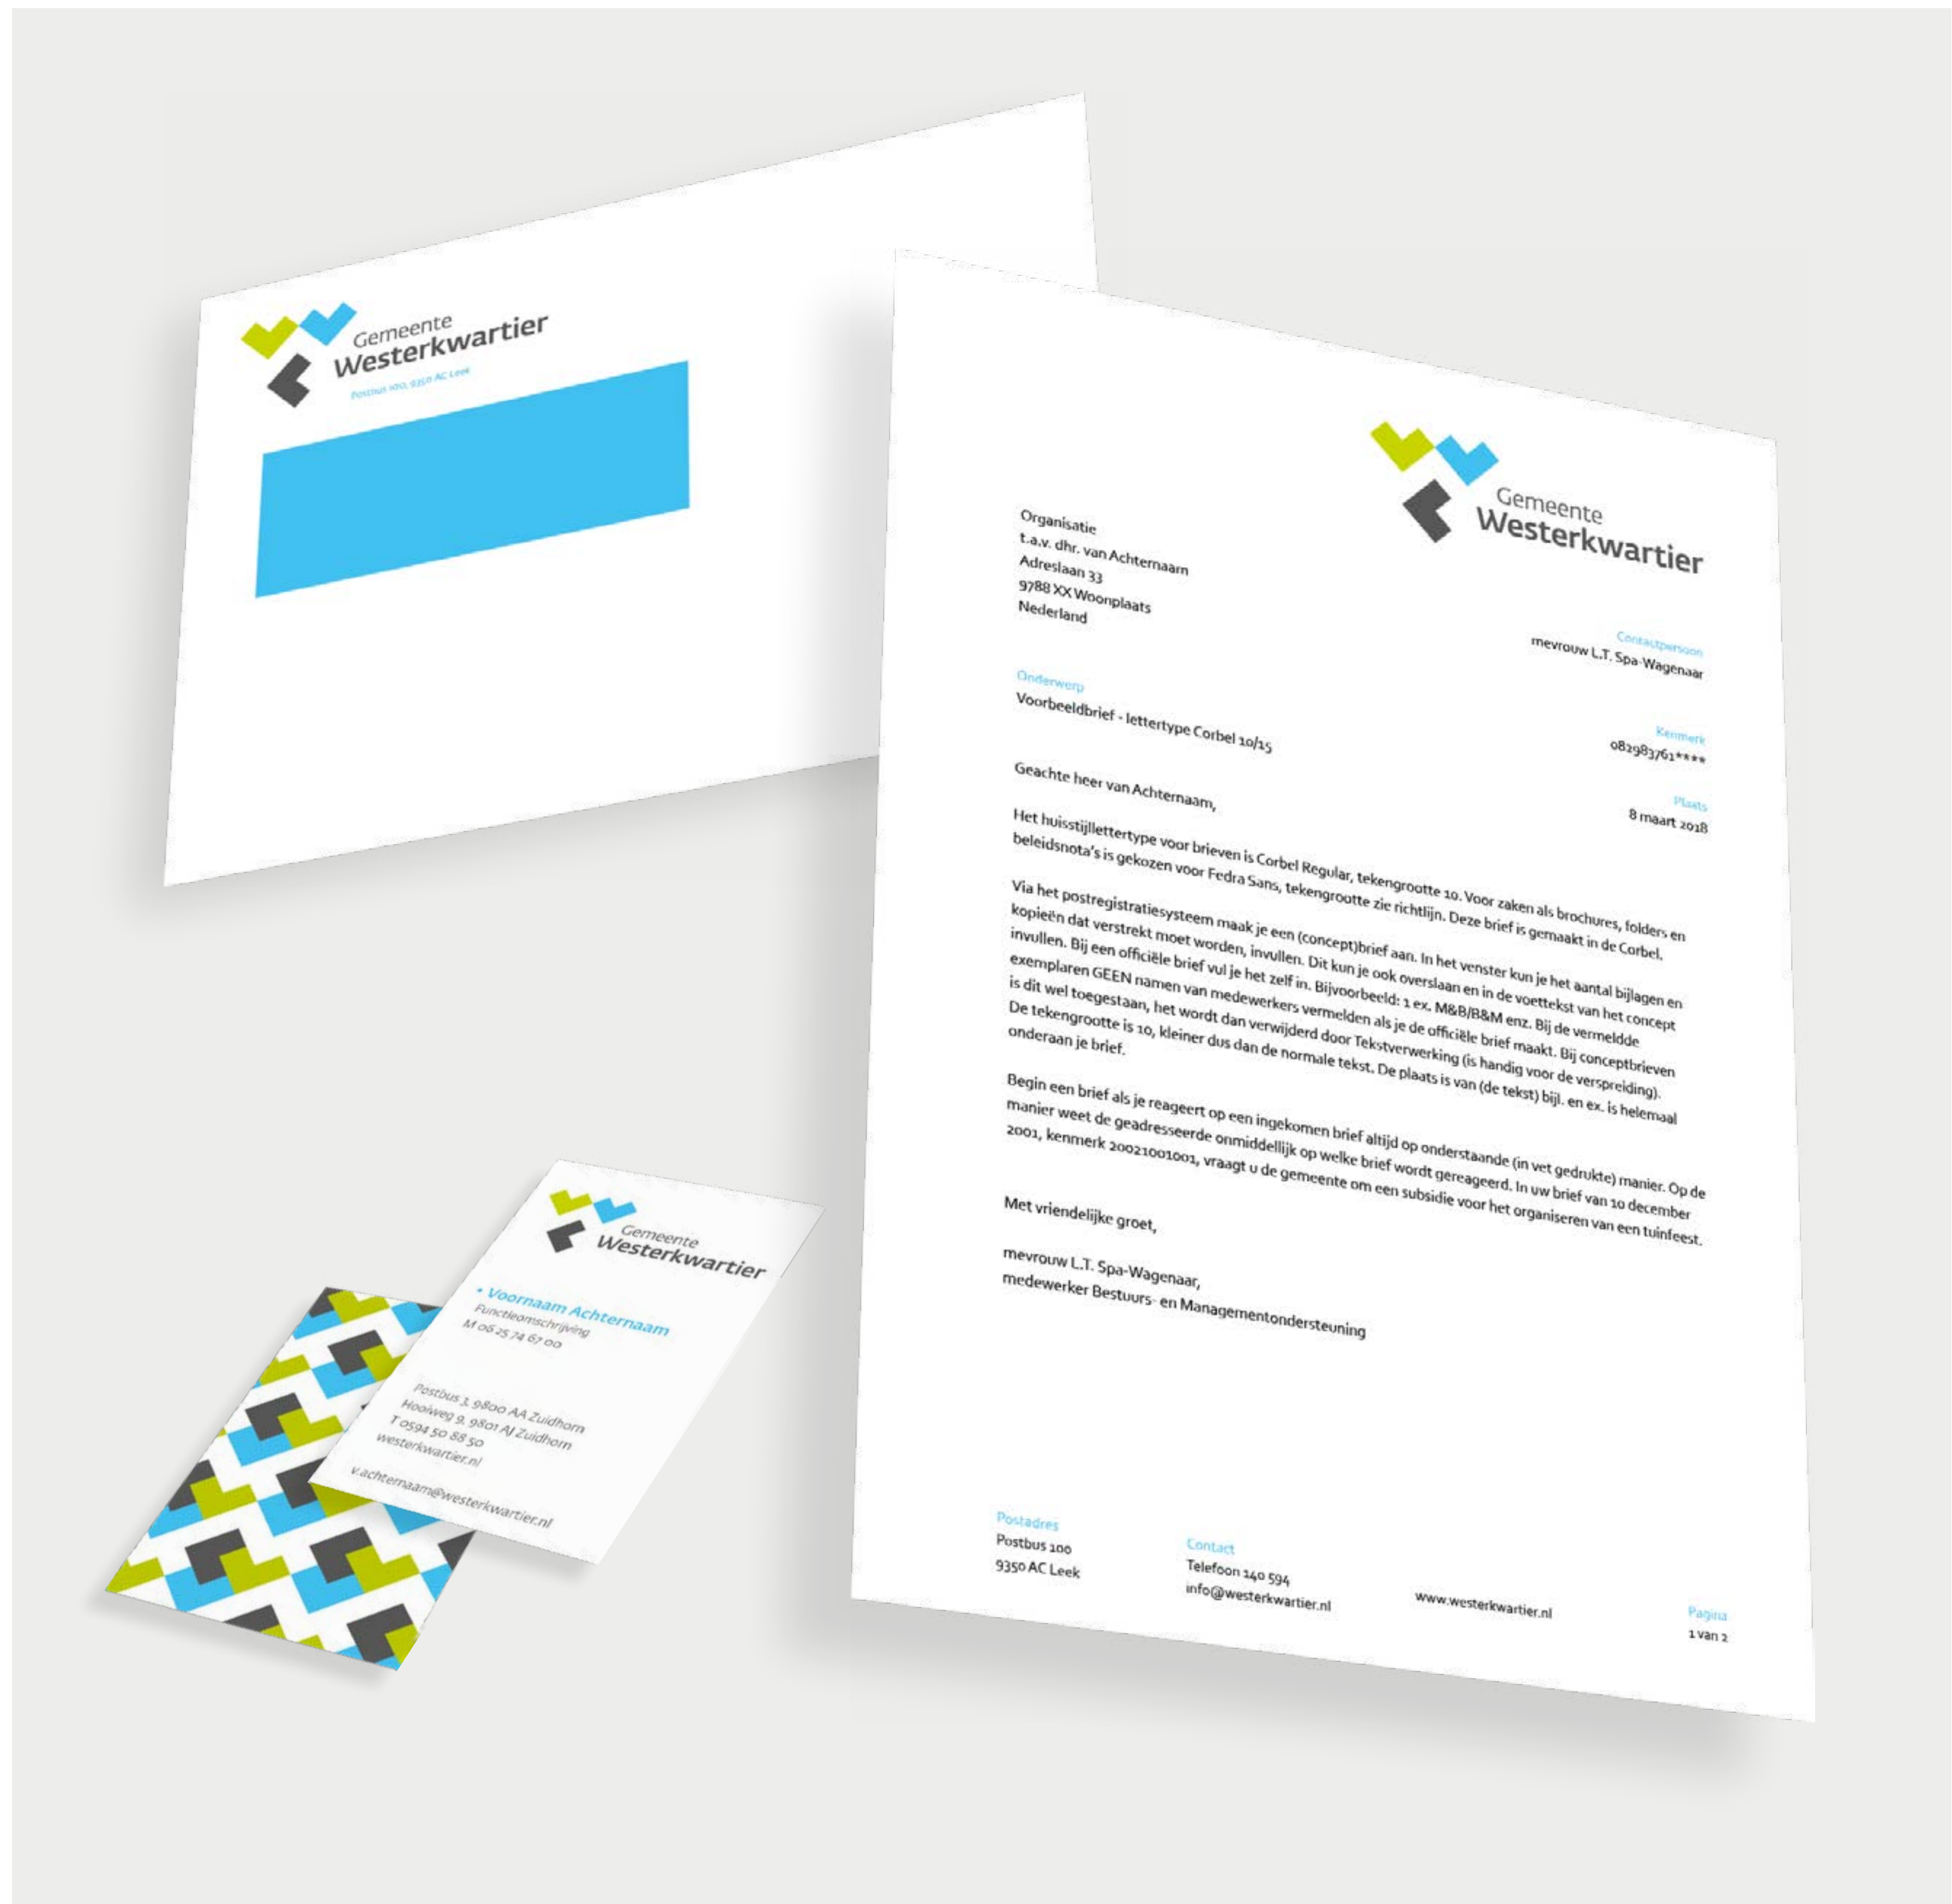 Gemeente
Westerkwartier
Postbus 100, 9350 AC Leek
Gemeente
Westerkwartier
Organisatie
t.a.v. dhr. van Achternaam
Adreslaan 33
9788 XX Woonplaats
Nederland
Contactpersoon
mevrouw L.T. Spa-Wagenaar
Onderwerp
Voorbeeldbrief - lettertype Corbel 10/15
Kenmerk
082983761****
Plaats
8 maart 2018
Geachte heer van Achternaam,
Het huisstijllettertype voor brieven is Corbel Regular, tekengrootte 10. Voor zaken als brochures, folders en
beleidsnota's is gekozen voor Fedra Sans, tekengrootte zie richtlijn. Deze brief is gemaakt in de Corbel.
Via het postregistratiesysteem maak je een (concept)brief aan. In het venster kun je het aantal bijlagen en
kopieën dat verstrekt moet worden, invullen. Dit kun je ook overslaan en in de voettekst van het concept
invullen. Bij een officiële brief vul je het zelf in. Bijvoorbeeld: 1 ex. M&B/B&M enz. Bij de vermeldde
exemplaren GEEN namen van medewerkers vermelden als je de officiële brief maakt. Bij conceptbrieven
is dit wel toegestaan, het wordt dan verwijderd door Tekstverwerking (is handig voor de verspreiding).
De tekengrootte is 10, kleiner dus dan de normale tekst. De plaats is van (de tekst) bijl. en ex. is helemaal
onderaan je brief.
Begin een brief als je reageert op een ingekomen brief altijd op onderstaande (in vet gedrukte) manier. Op de
manier weet de geadresseerde onmiddellijk op welke brief wordt gereageerd. In uw brief van 10 december
2001, kenmerk 20021001001, vraagt u de gemeente om een subsidie voor het organiseren van een tuinfeest.
Met vriendelijke groet,
mevrouw L.T. Spa-Wagenaar,
medewerker Bestuurs- en Managementondersteuning
Postadres
Postbus 100
9350 AC Leek
Contact
Telefoon 140 594
info@westerkwartier.nl
www.westerkwartier.nl
Pagina
1 van 2
Gemeente
Westerkwartier
• Voornaam Achternaam
Functieomschrijving
M 06 25 74 67 00
Postbus 3, 9800 AA Zuidhorn
Hooiweg 9, 9801 AJ Zuidhorn
T 0594 50 88 50
westerkwartier.nl
v.achternaam@westerkwartier.nl